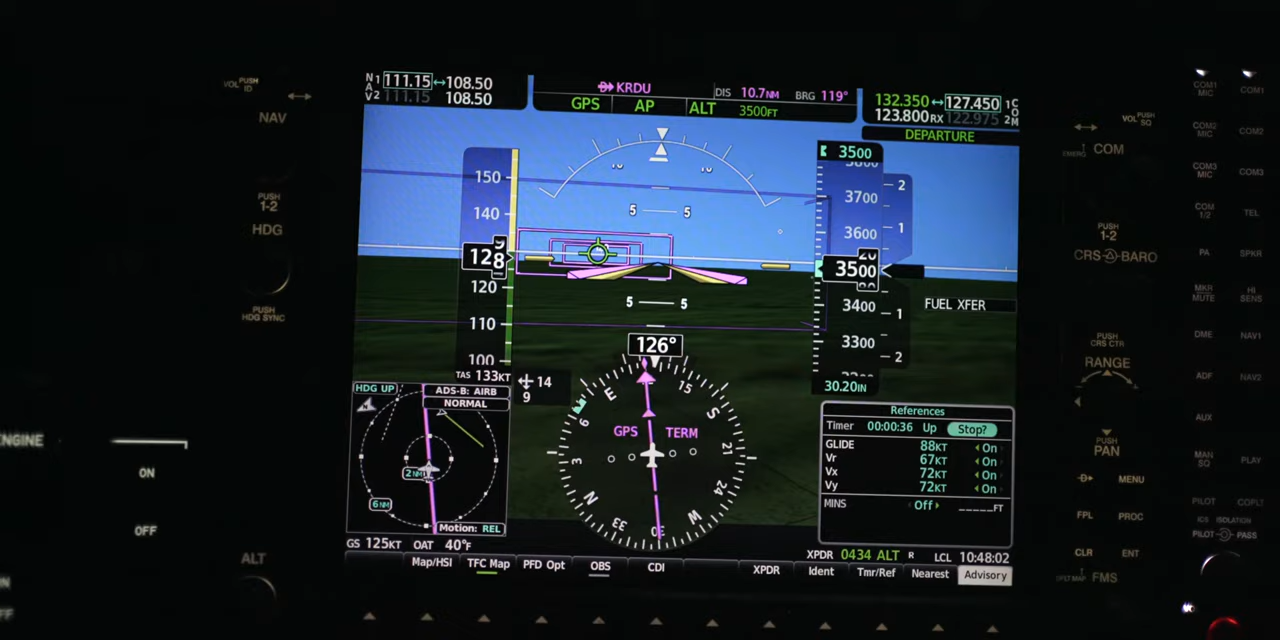 N1 111.15 ↔ 108.50
A
V2 111.15 108.50
KRDU DIS 10.7NM BRG 119°
GPS AP ALT 3500FT
132.350 ↔ 127.450 1C
O
123.800RX 122.975 2M
DEPARTURE
VOL PUSH ID
NAV
PUSH
1-2
HDG
PUSH
HDG SYNC
ALT
ENGINE
ON
OFF
150
140
128
120
110
100
TAS 133KT
10 10
5 5
5 5
3500
3800
3700
3600
3500
3400
3300
30.20IN
2
1
1
2
FUEL XFER
126°
14
9
E 15 S 21 24 W 30 33 N 3 6
GPS TERM
HDG UP
ADS-B: AIRB
NORMAL
2NM
6NM
Motion: REL
GS 125KT OAT 40°F
References
Timer 00:00:36 Up Stop?
GLIDE 88KT On
Vr 67KT On
Vx 72KT On
Vy 72KT On
MINS Off _____FT
XPDR 0434 ALT R LCL 10:48:02
Map/HSI TFC Map PFD Opt OBS CDI XPDR Ident Tmr/Ref Nearest Advisory
VOL PUSH SQ
EMERG COM
PUSH
1-2
CRS BARO
PUSH
CRS CTR
RANGE
PUSH
PAN
D MENU
FPL PROC
CLR ENT
DFLT MAP FMS
COM1
MIC COM1
COM2
MIC COM2
COM3
MIC COM3
COM
1/2 TEL
PA SPKR
MKR
MUTE HI
SENS
DME NAV1
ADF NAV2
AUX
MAN
SQ PLAY
PILOT COPLT
ICS ISOLATION
PILOT PASS